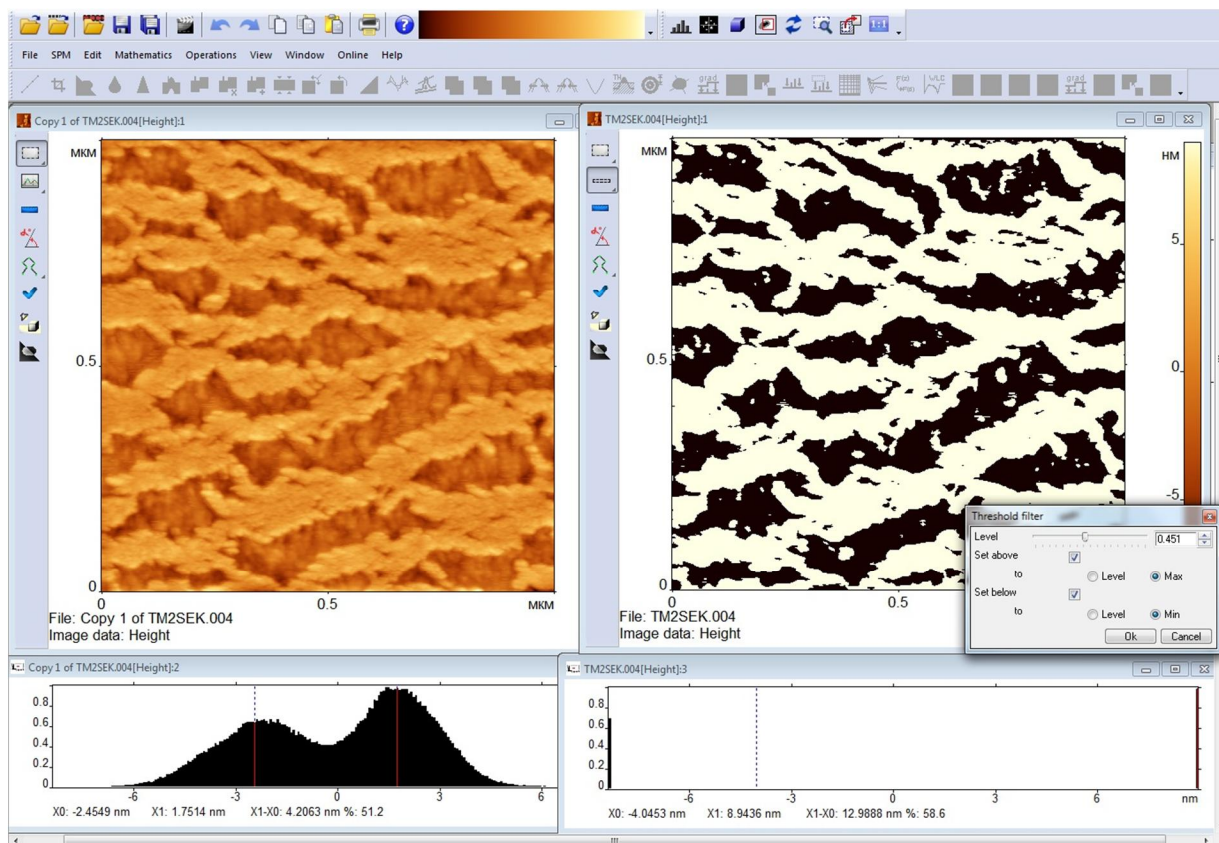 1:1
File SPM Edit Mathematics Operations View Window Online Help
Copy 1 of TM2SEK.004[Height]:1
МКМ
0.5
0
0 0.5 МКМ
File: Copy 1 of TM2SEK.004
Image data: Height
TM2SEK.004[Height]:1
МКМ
0.5
0
0 0.5
File: TM2SEK.004
Image data: Height
НМ
5
0
-5
Threshold filter
Level 0.451
Set above
to Level Max
Set below
to Level Min
Ok Cancel
Copy 1 of TM2SEK.004[Height]:2
0.8
0.6
0.4
0.2
0
-6 -3 0 3 6
X0: -2.4549 nm X1: 1.7514 nm X1-X0: 4.2063 nm %: 51.2
TM2SEK.004[Height]:3
0.8
0.6
0.4
0.2
0
-6 -3 0 3 6 nm
X0: -4.0453 nm X1: 8.9436 nm X1-X0: 12.9888 nm %: 58.6